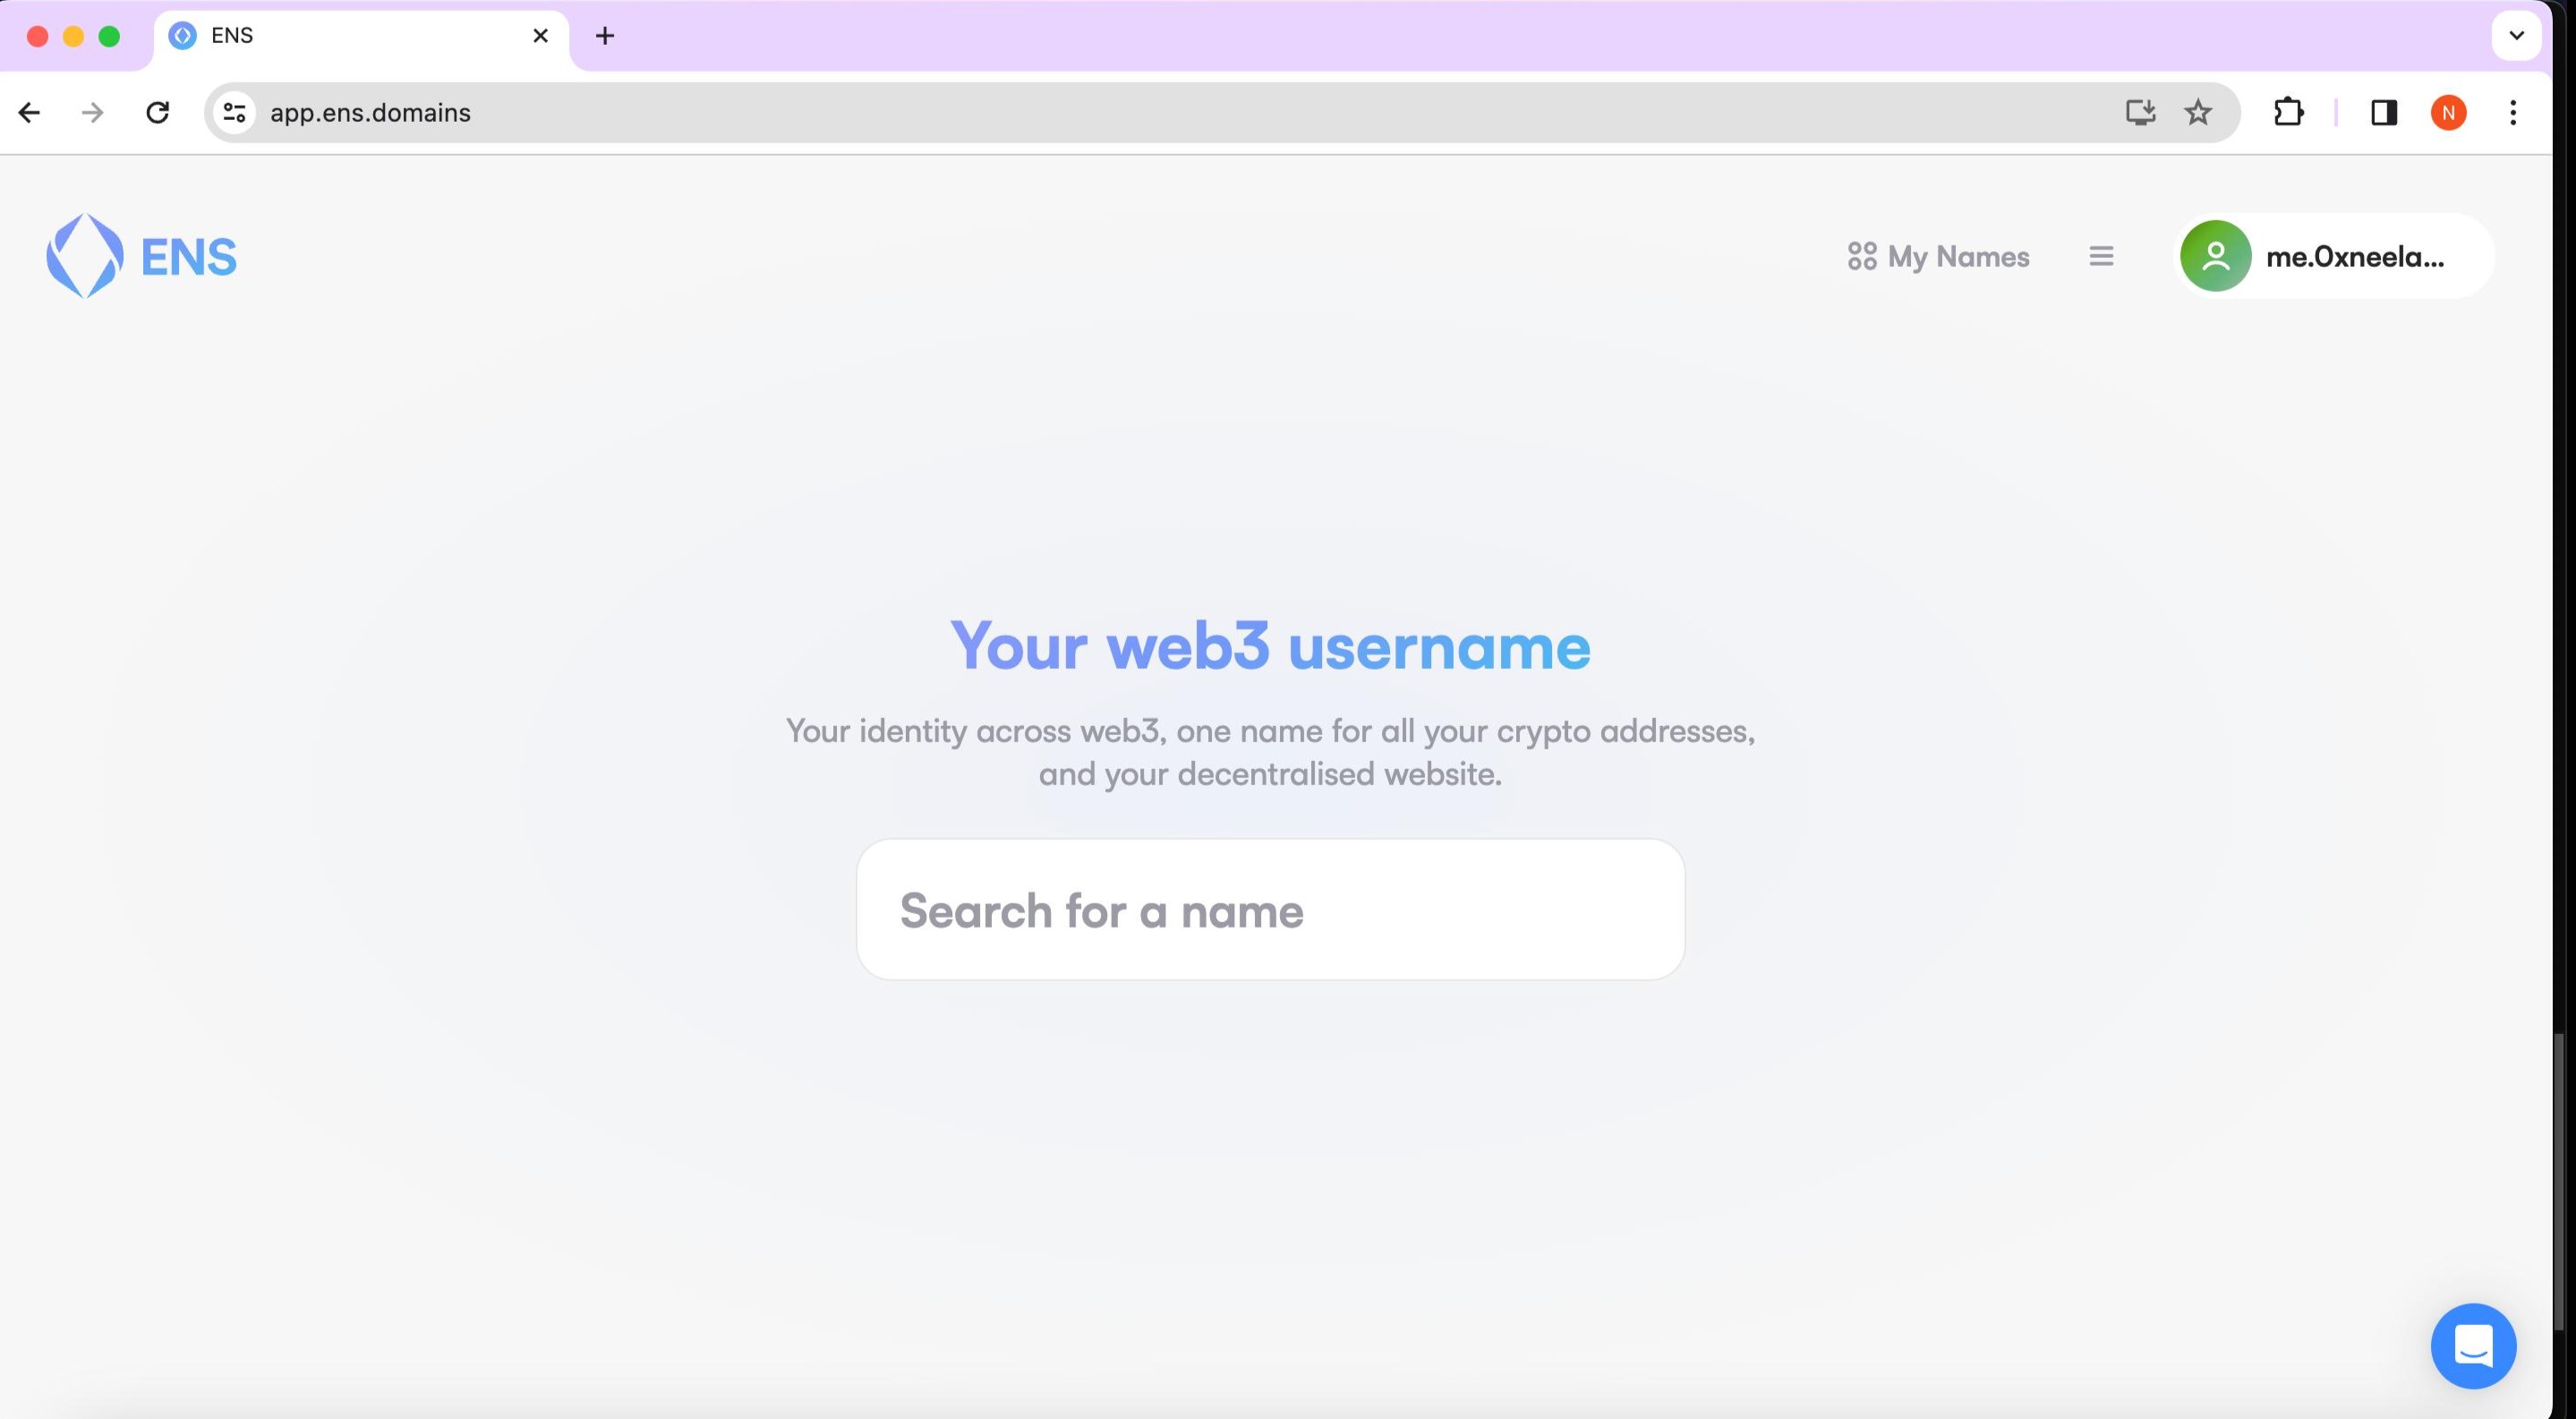 ENS
app.ens.domains
N
ENS
My Names
me.0xneela...
Your web3 username
Your identity across web3, one name for all your crypto addresses,
and your decentralised website.
Search for a name